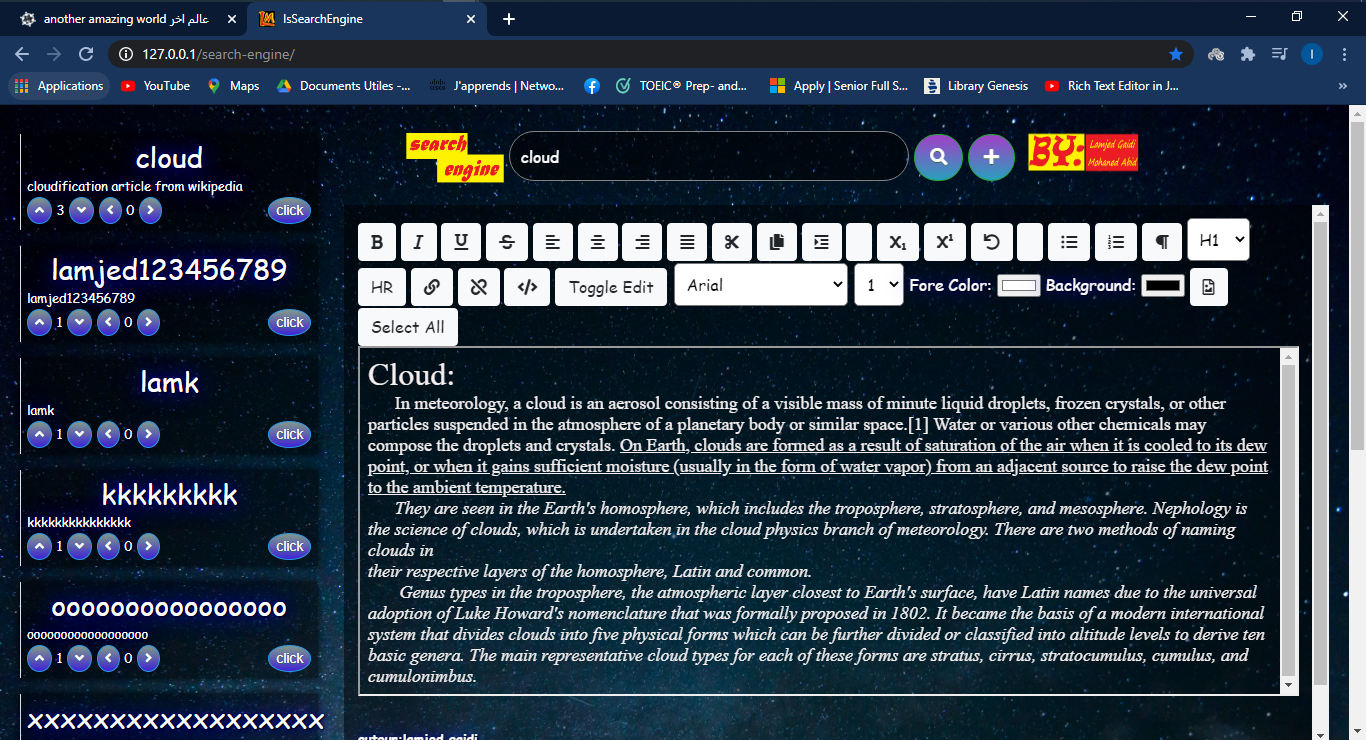 another amazing world عالم اخر
IsSearchEngine
127.0.0.1/search-engine/
I
Applications
YouTube
Maps
Documents Utiles -...
J'apprends | Netwo...
TOEIC® Prep- and...
Apply | Senior Full S...
Library Genesis
Rich Text Editor in J...
»
search
engine
cloud
BY:
Lamjed Gaidi
Mohaned Abid
cloud
cloudification article from wikipedia
3 0 click
lamjed123456789
lamjed123456789
1 0 click
lamk
lamk
1 0 click
kkkkkkkkk
kkkkkkkkkkkkkkk
1 0 click
oooooooooooooooo
oooooooooooooooooo
1 0 click
xxxxxxxxxxxxxxxxxx
B I U S X₁ X¹ ¶ H1
HR </> Toggle Edit Arial 1 Fore Color: Background:
Select All
Cloud:
In meteorology, a cloud is an aerosol consisting of a visible mass of minute liquid droplets, frozen crystals, or other
particles suspended in the atmosphere of a planetary body or similar space.[1] Water or various other chemicals may
compose the droplets and crystals. On Earth, clouds are formed as a result of saturation of the air when it is cooled to its dew
point, or when it gains sufficient moisture (usually in the form of water vapor) from an adjacent source to raise the dew point
to the ambient temperature.
They are seen in the Earth's homosphere, which includes the troposphere, stratosphere, and mesosphere. Nephology is
the science of clouds, which is undertaken in the cloud physics branch of meteorology. There are two methods of naming
clouds in
their respective layers of the homosphere, Latin and common.
Genus types in the troposphere, the atmospheric layer closest to Earth's surface, have Latin names due to the universal
adoption of Luke Howard's nomenclature that was formally proposed in 1802. It became the basis of a modern international
system that divides clouds into five physical forms which can be further divided or classified into altitude levels to derive ten
basic genera. The main representative cloud types for each of these forms are stratus, cirrus, stratocumulus, cumulus, and
cumulonimbus.
auteur:lamjed gaidi